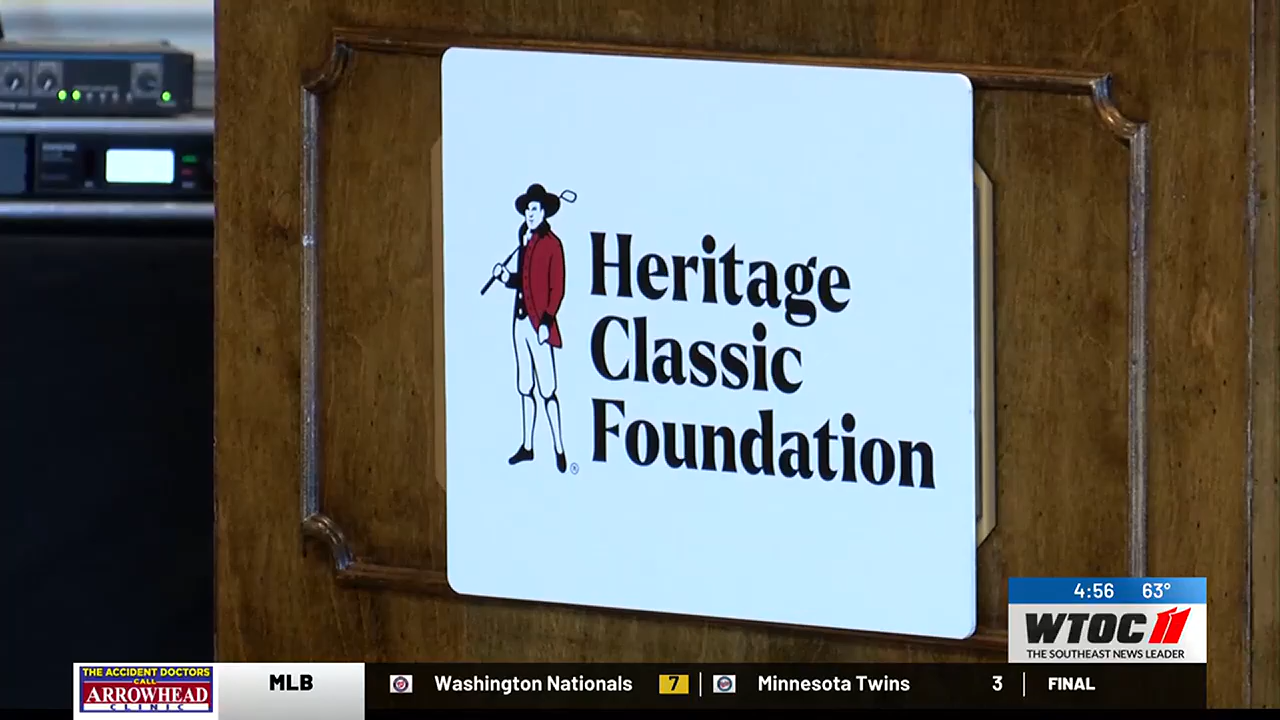 Heritage
Classic
Foundation
®
4:56 63°
WTOC 11
THE SOUTHEAST NEWS LEADER
THE ACCIDENT DOCTORS
CALL
ARROWHEAD
CLINIC
MLB
Washington Nationals 7 Minnesota Twins 3 FINAL